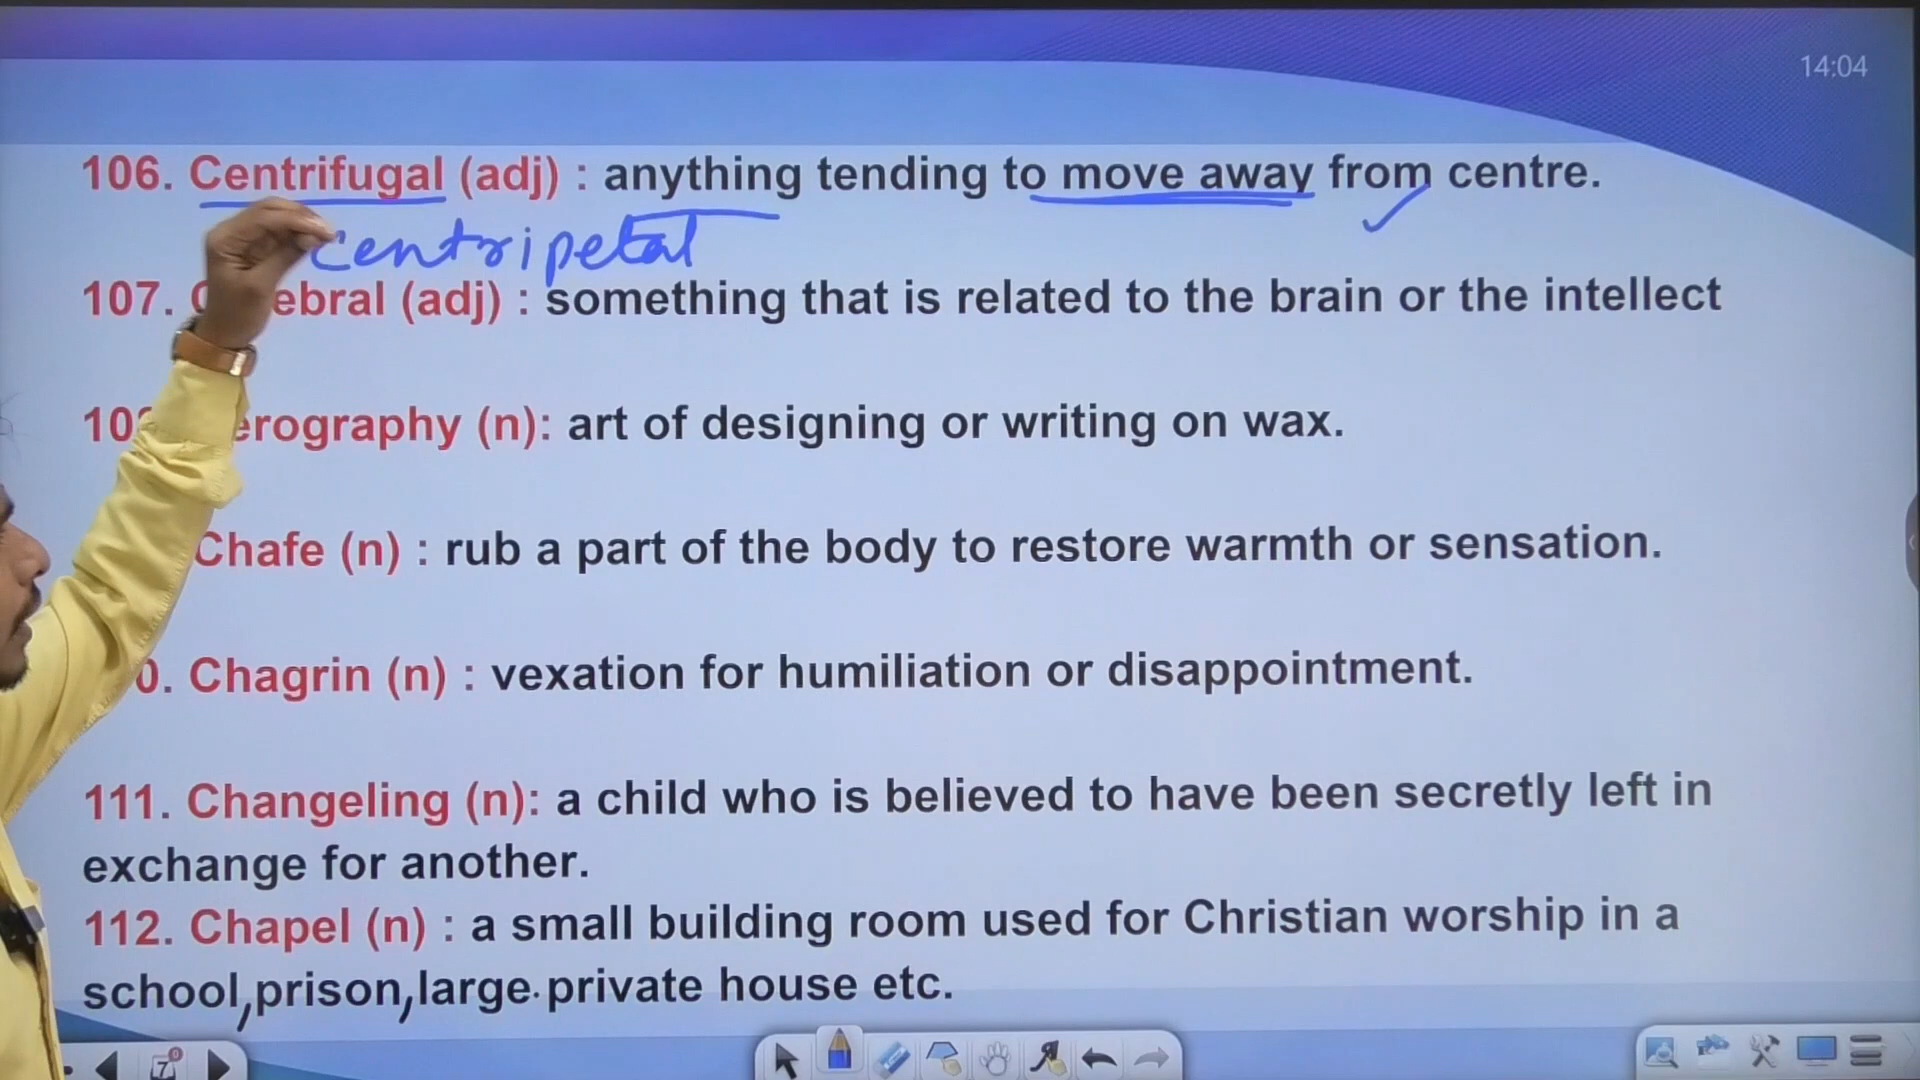 14:04
106. Centrifugal (adj) : anything tending to move away from centre.
centripetal
107. ebral (adj) : something that is related to the brain or the intellect
10 erography (n): art of designing or writing on wax.
Chafe (n) : rub a part of the body to restore warmth or sensation.
0. Chagrin (n) : vexation for humiliation or disappointment.
111. Changeling (n): a child who is believed to have been secretly left in
exchange for another.
112. Chapel (n) : a small building room used for Christian worship in a
school,prison,large.private house etc.
7 0